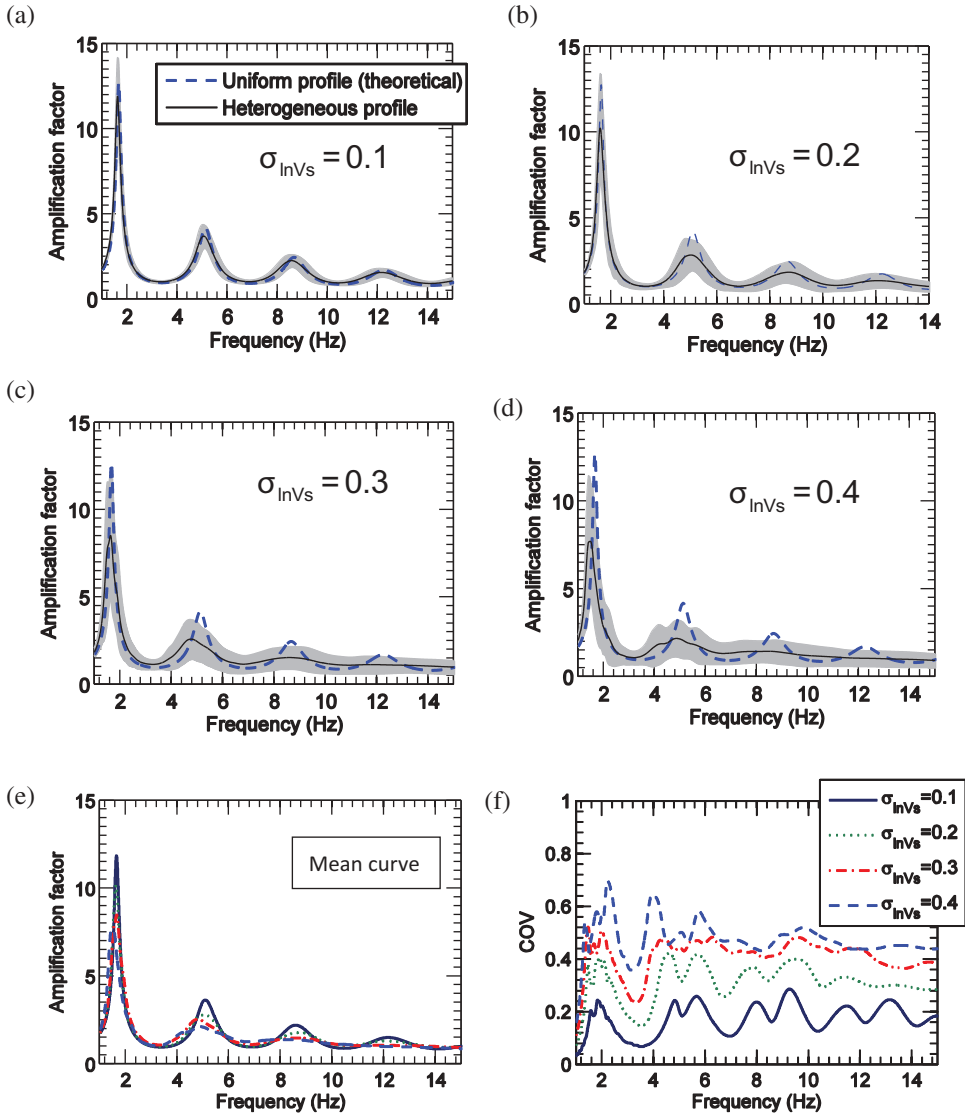 (a)
15
10
5
0
2 4 6 8 10 12 14
Amplification factor
Frequency (Hz)
Uniform profile (theoretical)
Heterogeneous profile
σlnVs = 0.1
(b)
15
10
5
0
2 4 6 8 10 12 14
Amplification factor
Frequency (Hz)
σlnVs = 0.2
(c)
15
10
5
0
2 4 6 8 10 12 14
Amplification factor
Frequency (Hz)
σlnVs = 0.3
(d)
15
10
5
0
2 4 6 8 10 12 14
Amplification factor
Frequency (Hz)
σlnVs = 0.4
(e)
15
10
5
0
2 4 6 8 10 12 14
Amplification factor
Frequency (Hz)
Mean curve
(f)
1
0.8
0.6
0.4
0.2
0
2 4 6 8 10 12 14
COV
Frequency (Hz)
σlnVs=0.1
σlnVs=0.2
σlnVs=0.3
σlnVs=0.4